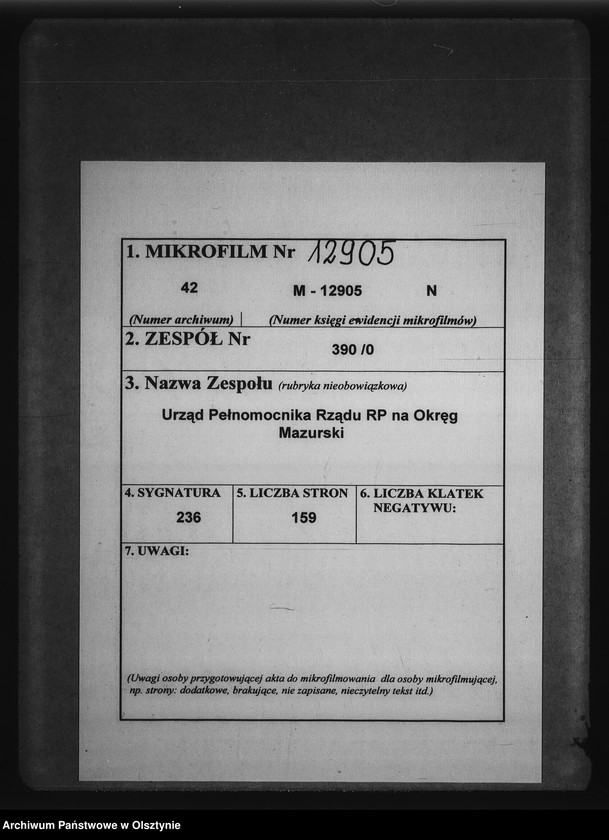 1. MIKROFILM Nr 12905
42 M - 12905 N
(Numer archiwum) (Numer księgi ewidencji mikrofilmów)
2. ZESPÓŁ Nr
390 /0
3. Nazwa Zespołu (rubryka nieobowiązkowa)
Urząd Pełnomocnika Rządu RP na Okręg
Mazurski
4. SYGNATURA 5. LICZBA STRON 6. LICZBA KLATEK
NEGATYWU:
236 159
7. UWAGI:
(Uwagi osoby przygotowującej akta do mikrofilmowania dla osoby mikrofilmującej,
np. strony: dodatkowe, brakujące, nie zapisane, nieczytelny tekst itd.)
Archiwum Państwowe w Olsztynie